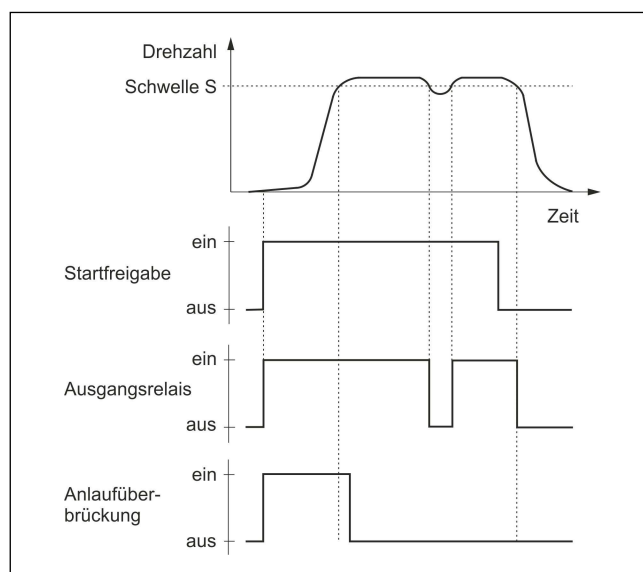 Drehzahl
Schwelle S
Zeit
ein
Startfreigabe
aus
ein
Ausgangsrelais
aus
ein
Anlaufüber-
brückung
aus